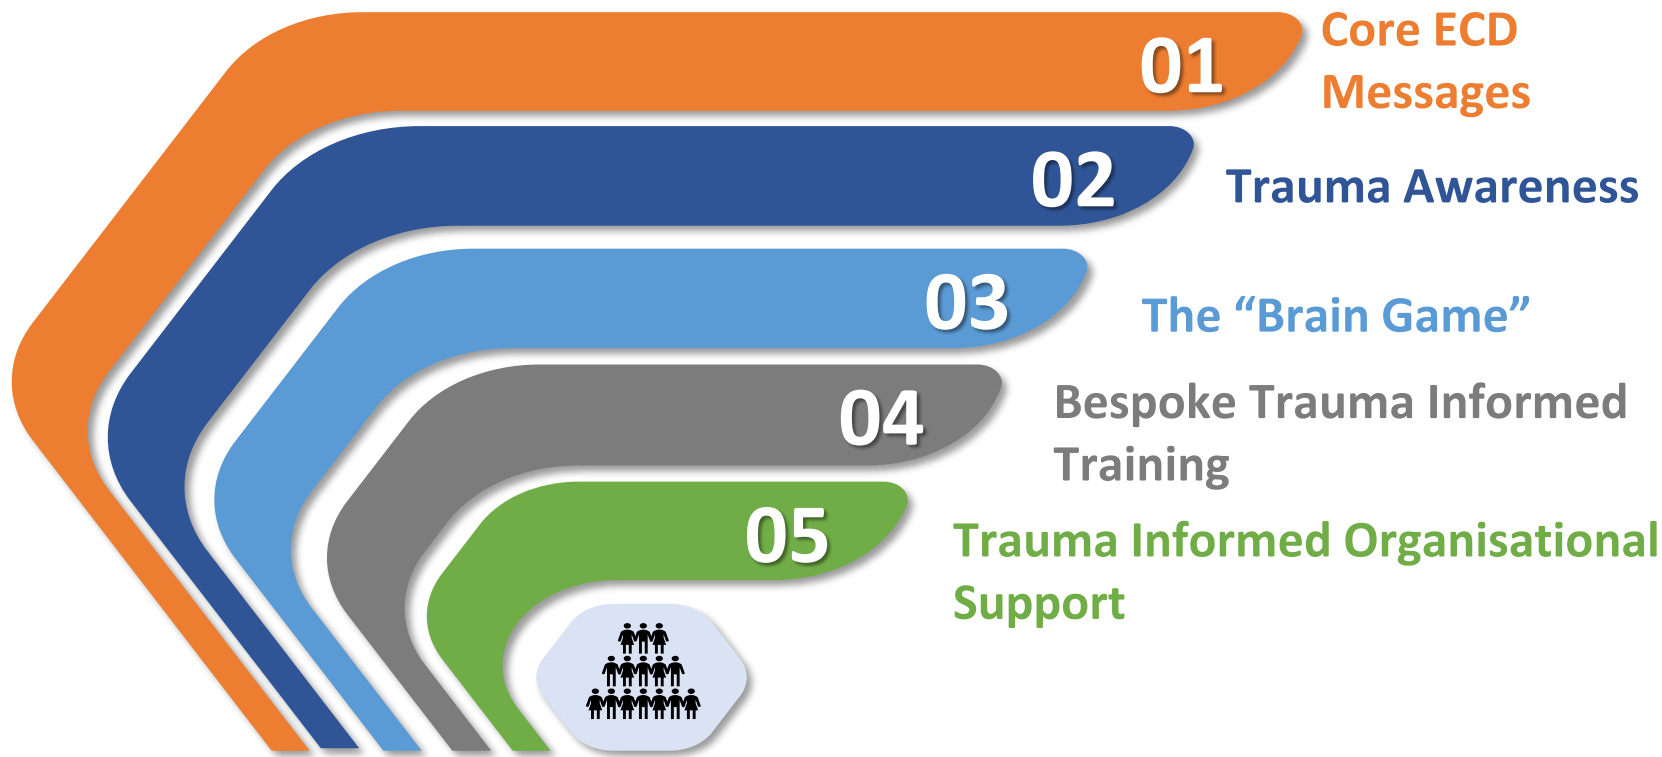 01
Core ECD
Messages
02
Trauma Awareness
03
The “Brain Game”
04
Bespoke Trauma Informed
Training
05
Trauma Informed Organisational
Support